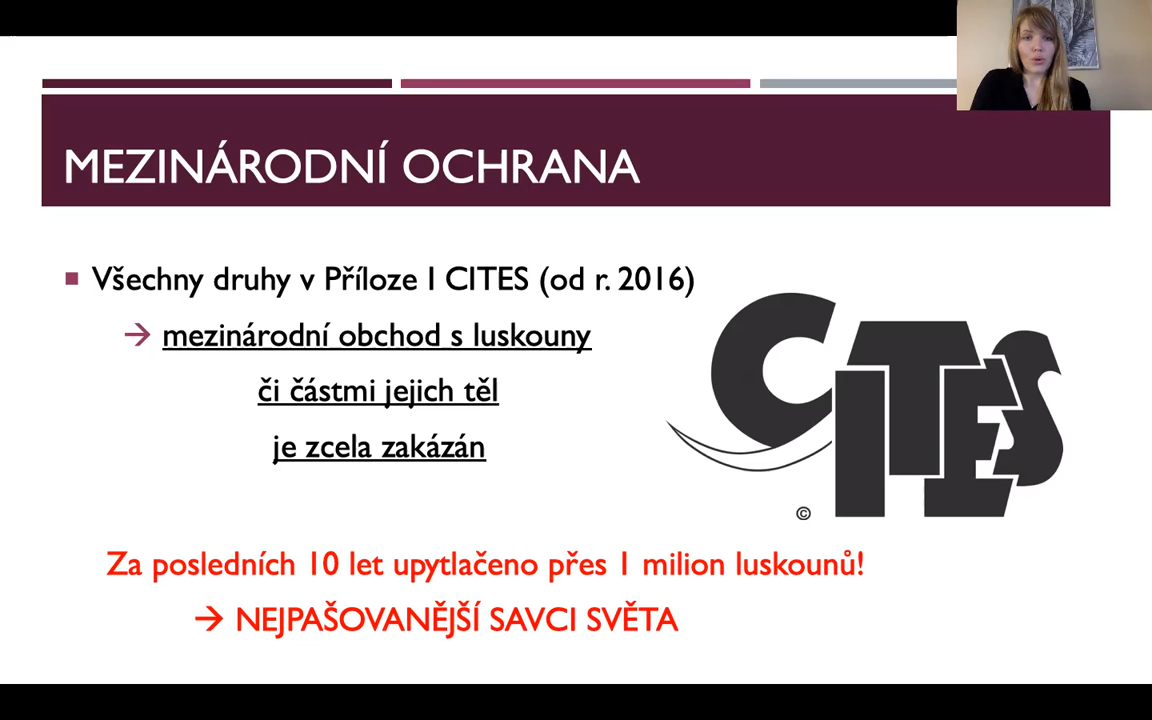 MEZINÁRODNÍ OCHRANA
Všechny druhy v Příloze I CITES (od r. 2016)
→ mezinárodní obchod s luskouny
či částmi jejich těl
je zcela zakázán
CITES
©
Za posledních 10 let upytlačeno přes 1 milion luskounů!
→ NEJPAŠOVANĚJŠÍ SAVCI SVĚTA